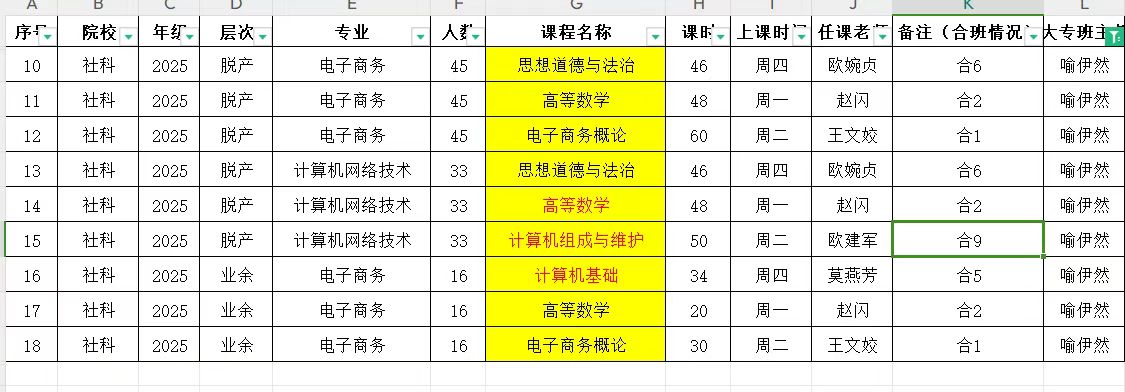 A B C D E F G H I J K L
序号 院校 年级 层次 专业 人数 课程名称 课时 上课时间 任课老师 备注（合班情况 大专班主任
10 社科 2025 脱产 电子商务 45 思想道德与法治 46 周四 欧婉贞 合6 喻伊然
11 社科 2025 脱产 电子商务 45 高等数学 48 周一 赵闪 合2 喻伊然
12 社科 2025 脱产 电子商务 45 电子商务概论 60 周二 王文姣 合1 喻伊然
13 社科 2025 脱产 计算机网络技术 33 思想道德与法治 46 周四 欧婉贞 合6 喻伊然
14 社科 2025 脱产 计算机网络技术 33 高等数学 48 周一 赵闪 合2 喻伊然
15 社科 2025 脱产 计算机网络技术 33 计算机组成与维护 50 周二 欧建军 合9 喻伊然
16 社科 2025 业余 电子商务 16 计算机基础 34 周四 莫燕芳 合5 喻伊然
17 社科 2025 业余 电子商务 16 高等数学 20 周一 赵闪 合2 喻伊然
18 社科 2025 业余 电子商务 16 电子商务概论 30 周二 王文姣 合1 喻伊然